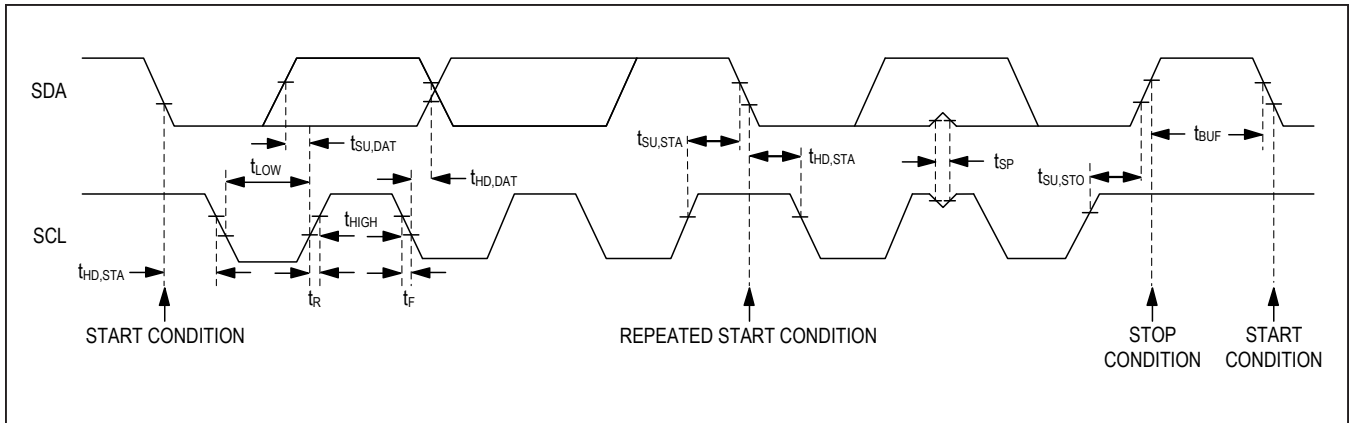 SDA
tSU,DAT
tLOW
tHD,DAT
tSU,STA
tHD,STA
tSP
tBUF
tSU,STO
SCL
tHIGH
tHD,STA
tR
tF
START CONDITION
REPEATED START CONDITION
STOP
CONDITION
START
CONDITION